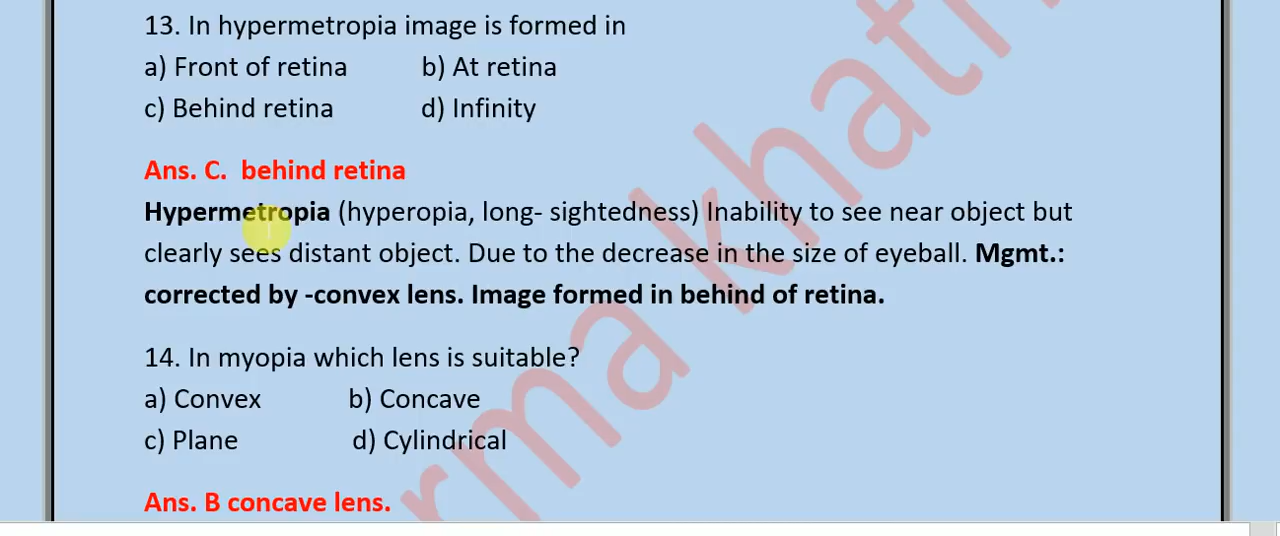 13. In hypermetropia image is formed in
a) Front of retina b) At retina
c) Behind retina d) Infinity
Ans. C. behind retina
Hypermetropia (hyperopia, long- sightedness) Inability to see near object but
clearly sees distant object. Due to the decrease in the size of eyeball. Mgmt.:
corrected by -convex lens. Image formed in behind of retina.
14. In myopia which lens is suitable?
a) Convex b) Concave
c) Plane d) Cylindrical
Ans. B concave lens.